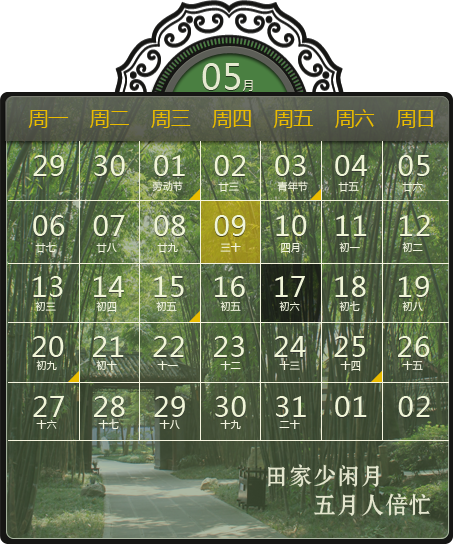 05月
周一 周二 周三 周四 周五 周六 周日
29 30 01 02 03 04 05
劳动节 廿三 青年节 廿五 廿六
06 07 08 09 10 11 12
廿七 廿八 廿九 三十 四月 初一 初二
13 14 15 16 17 18 19
初三 初四 初五 初五 初六 初七 初八
20 21 22 23 24 25 26
初九 初十 十一 十二 十三 十四 十五
27 28 29 30 31 01 02
十六 十七 十八 十九 二十
田家少闲月
五月人倍忙